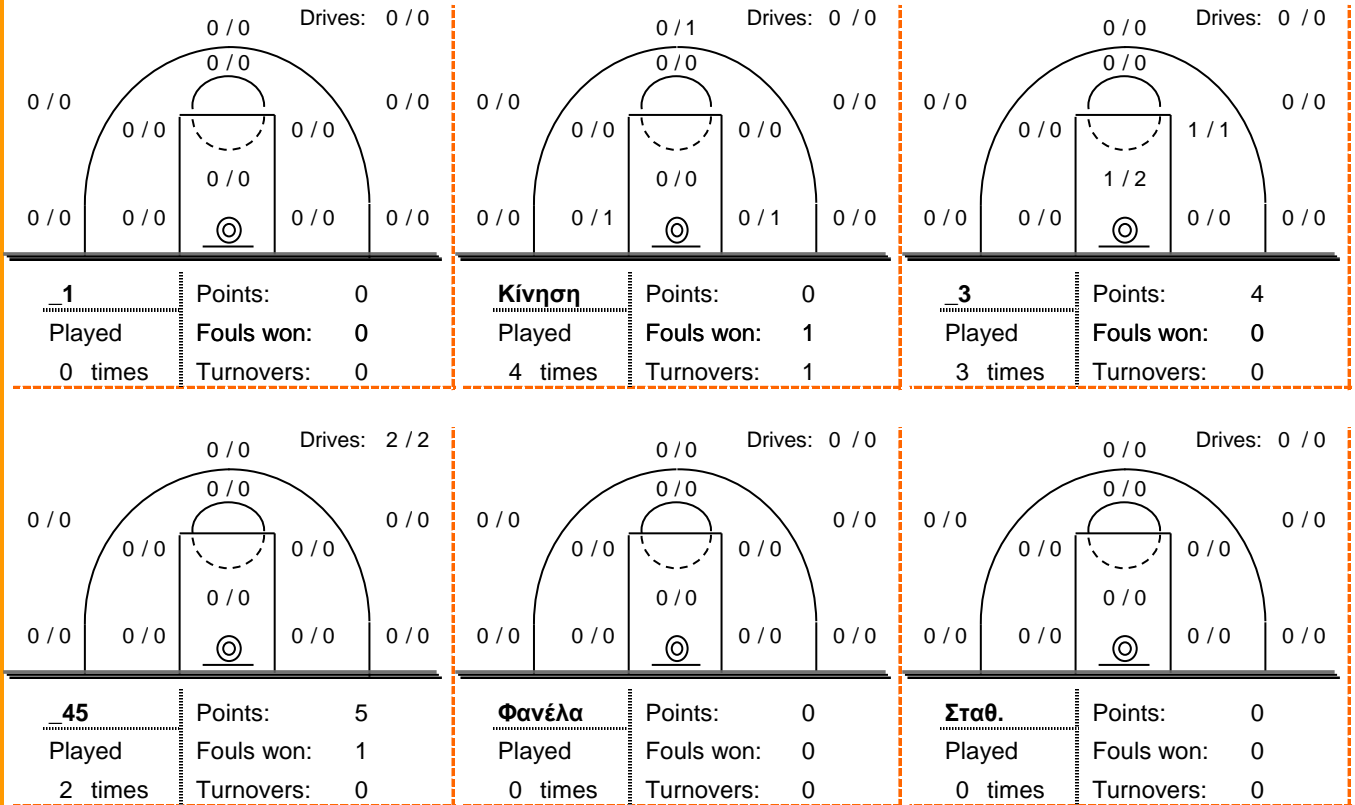 Drives: 0 / 0
0 / 0
0 / 0
0 / 0 0 / 0
0 / 0 0 / 0
0 / 0
0 / 0 0 / 0 0 / 0 0 / 0
_1 Points: 0
Played Fouls won: 0
0 times Turnovers: 0
Drives: 0 / 0
0 / 1
0 / 0
0 / 0 0 / 0
0 / 0 0 / 0
0 / 0
0 / 0 0 / 1 0 / 1 0 / 0
Κίνηση Points: 0
Played Fouls won: 1
4 times Turnovers: 1
Drives: 0 / 0
0 / 0
0 / 0
0 / 0 0 / 0
0 / 0 1 / 1
1 / 2
0 / 0 0 / 0 0 / 0 0 / 0
_3 Points: 4
Played Fouls won: 0
3 times Turnovers: 0
Drives: 2 / 2
0 / 0
0 / 0
0 / 0 0 / 0
0 / 0 0 / 0
0 / 0
0 / 0 0 / 0 0 / 0 0 / 0
_45 Points: 5
Played Fouls won: 1
2 times Turnovers: 0
Drives: 0 / 0
0 / 0
0 / 0
0 / 0 0 / 0
0 / 0 0 / 0
0 / 0
0 / 0 0 / 0 0 / 0 0 / 0
Φανέλα Points: 0
Played Fouls won: 0
0 times Turnovers: 0
Drives: 0 / 0
0 / 0
0 / 0
0 / 0 0 / 0
0 / 0 0 / 0
0 / 0
0 / 0 0 / 0 0 / 0 0 / 0
Σταθ. Points: 0
Played Fouls won: 0
0 times Turnovers: 0